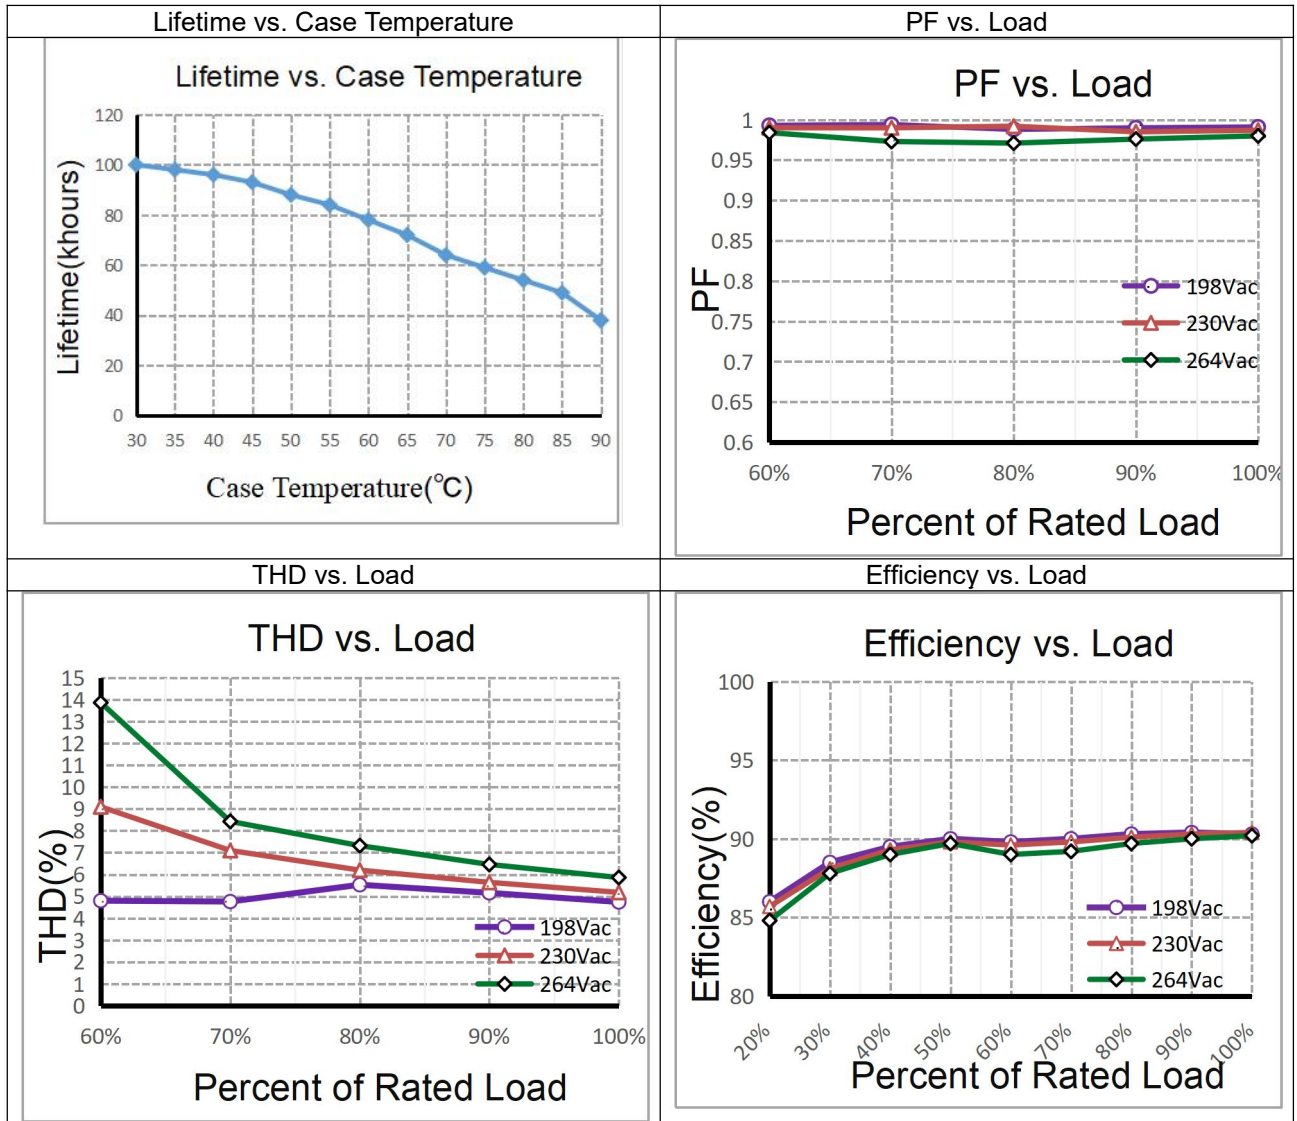 Lifetime vs. Case Temperature
PF vs. Load
Lifetime vs. Case Temperature
Lifetime(khours)
120
100
80
60
40
20
0
30 35 40 45 50 55 60 65 70 75 80 85 90
Case Temperature(℃)
PF vs. Load
PF
1
0.95
0.9
0.85
0.8
0.75
0.7
0.65
0.6
198Vac
230Vac
264Vac
60% 70% 80% 90% 100%
Percent of Rated Load
THD vs. Load
Efficiency vs. Load
THD vs. Load
THD(%)
15
14
13
12
11
10
9
8
7
6
5
4
3
2
1
0
198Vac
230Vac
264Vac
60% 70% 80% 90% 100%
Percent of Rated Load
Efficiency vs. Load
Efficiency(%)
100
95
90
85
80
198Vac
230Vac
264Vac
20% 30% 40% 50% 60% 70% 80% 90% 100%
Percent of Rated Load